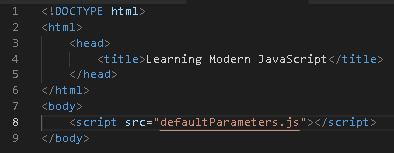 1 <!DOCTYPE html>
2 <html>
3     <head>
4         <title>Learning Modern JavaScript</title>
5     </head>
6 </html>
7 <body>
8     <script src="defaultParameters.js"></script>
9 </body>